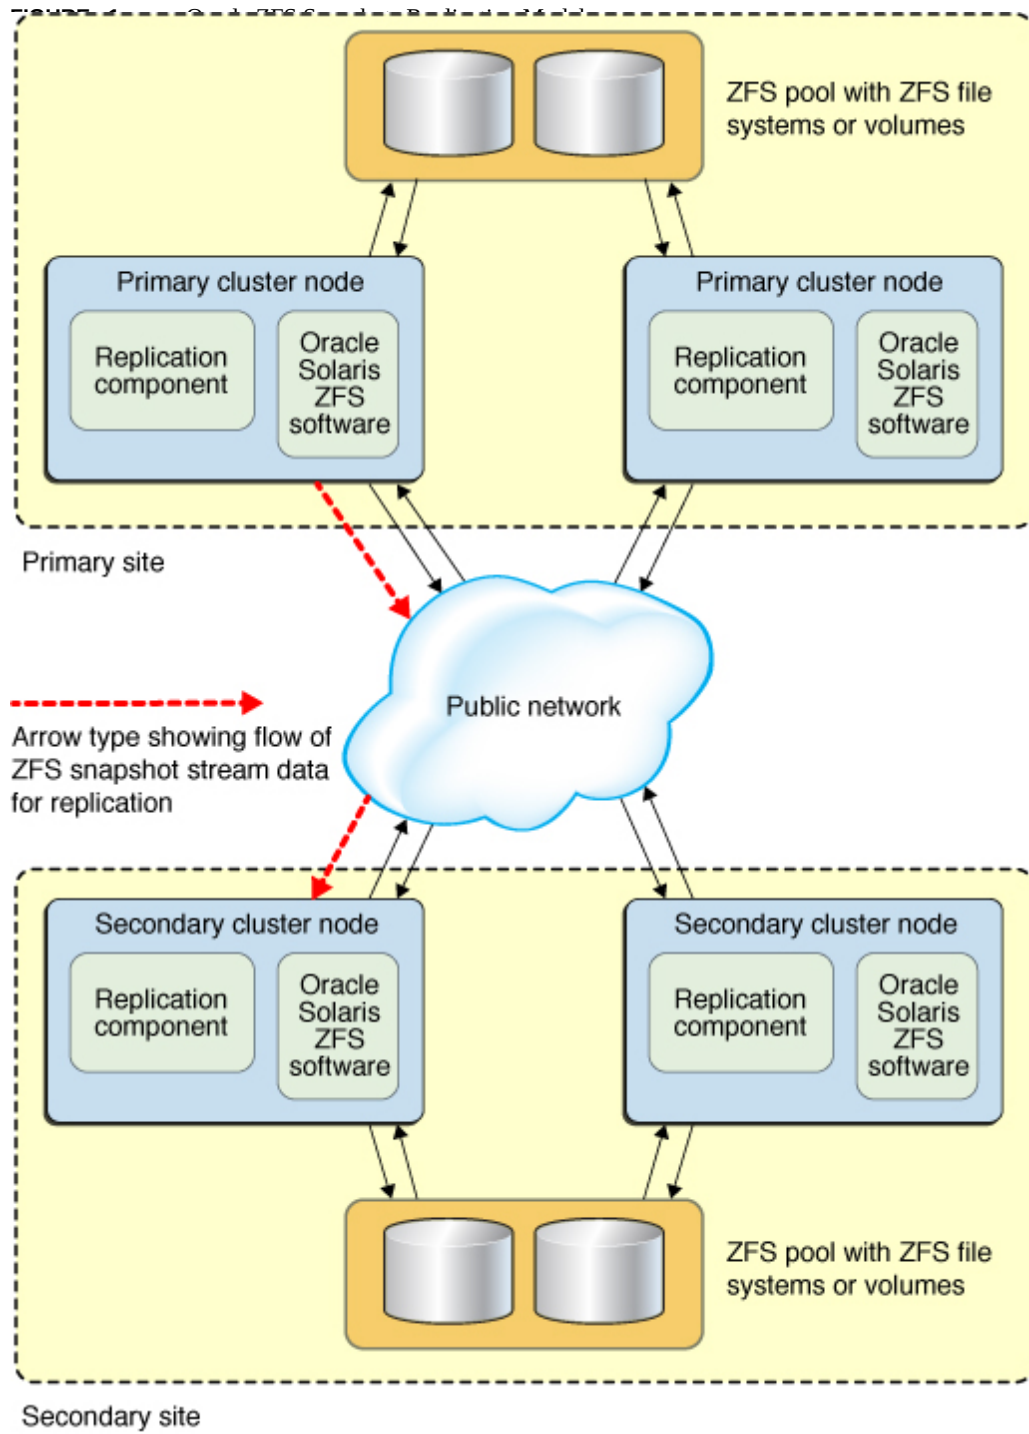 ZFS pool with ZFS file
systems or volumes
Primary cluster node
Replication
component
Oracle
Solaris
ZFS
software
Primary cluster node
Replication
component
Oracle
Solaris
ZFS
software
Primary site
Public network
Arrow type showing flow of
ZFS snapshot stream data
for replication
Secondary cluster node
Replication
component
Oracle
Solaris
ZFS
software
Secondary cluster node
Replication
component
Oracle
Solaris
ZFS
software
ZFS pool with ZFS file
systems or volumes
Secondary site